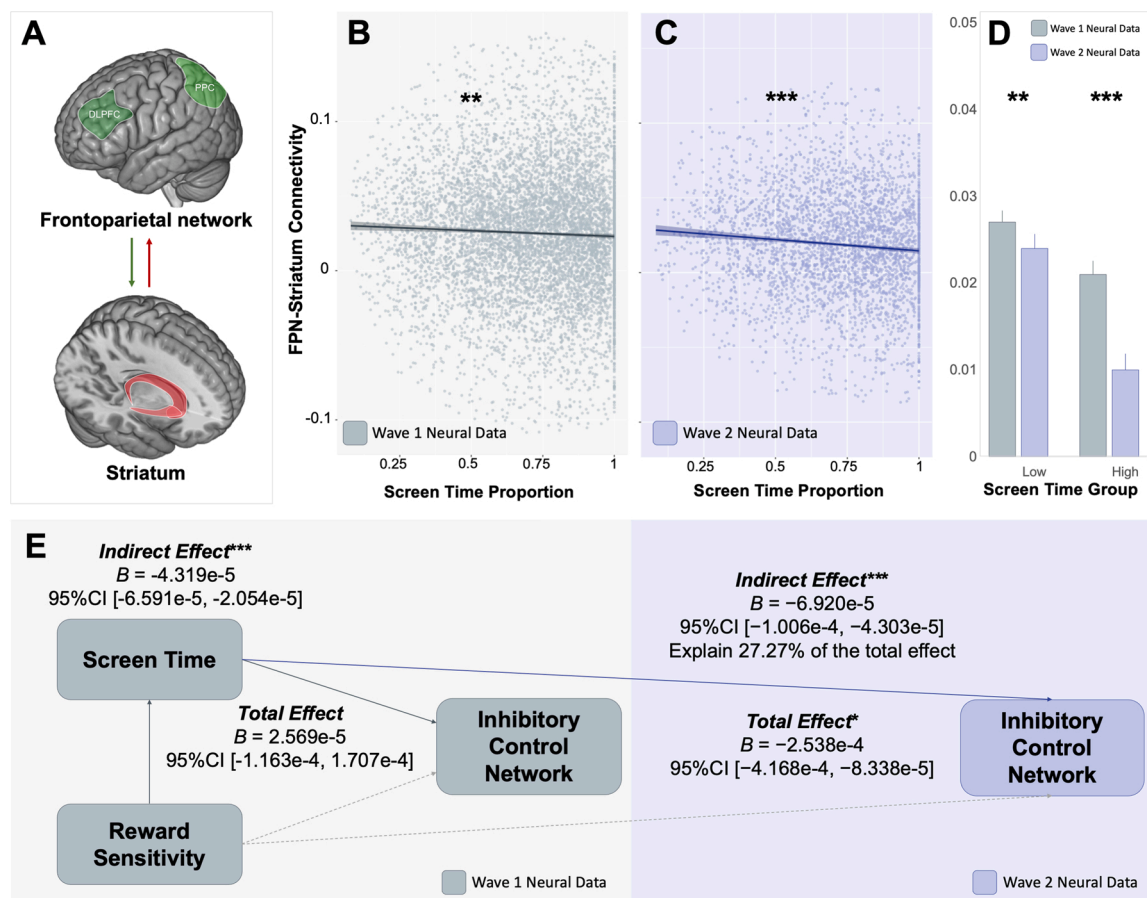 A
DLPFC
PPC
Frontoparietal network
Striatum
B
**
FPN-Striatum Connectivity
0.1
0
-0.1
Wave 1 Neural Data
0.25
0.5
0.75
1
Screen Time Proportion
C
***
Wave 2 Neural Data
0.25
0.5
0.75
1
Screen Time Proportion
D
Wave 1 Neural Data
Wave 2 Neural Data
0.05
0.04
0.03
0.02
0.01
0
**
***
Low
High
Screen Time Group
E
Indirect Effect***
B = -4.319e-5
95%CI [-6.591e-5, -2.054e-5]
Screen Time
Total Effect
B = 2.569e-5
95%CI [-1.163e-4, 1.707e-4]
Reward
Sensitivity
Inhibitory
Control
Network
Wave 1 Neural Data
Indirect Effect***
B = −6.920e-5
95%CI [−1.006e-4, −4.303e-5]
Explain 27.27% of the total effect
Total Effect*
B = −2.538e-4
95%CI [−4.168e-4, −8.338e-5]
Inhibitory
Control
Network
Wave 2 Neural Data